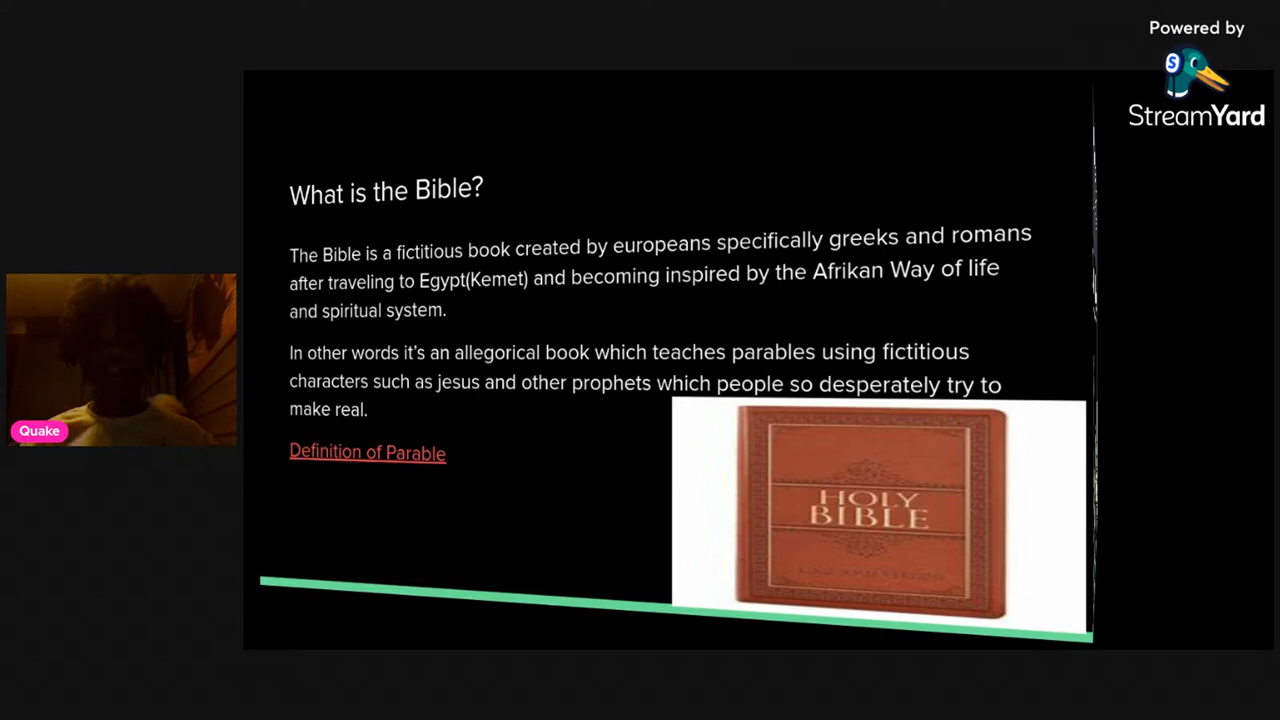 Powered by
StreamYard
What is the Bible?
The Bible is a fictitious book created by europeans specifically greeks and romans
after traveling to Egypt(Kemet) and becoming inspired by the Afrikan Way of life
and spiritual system.
In other words it's an allegorical book which teaches parables using fictitious
characters such as jesus and other prophets which people so desperately try to
make real.
Definition of Parable
Quake
HOLY
BIBLE